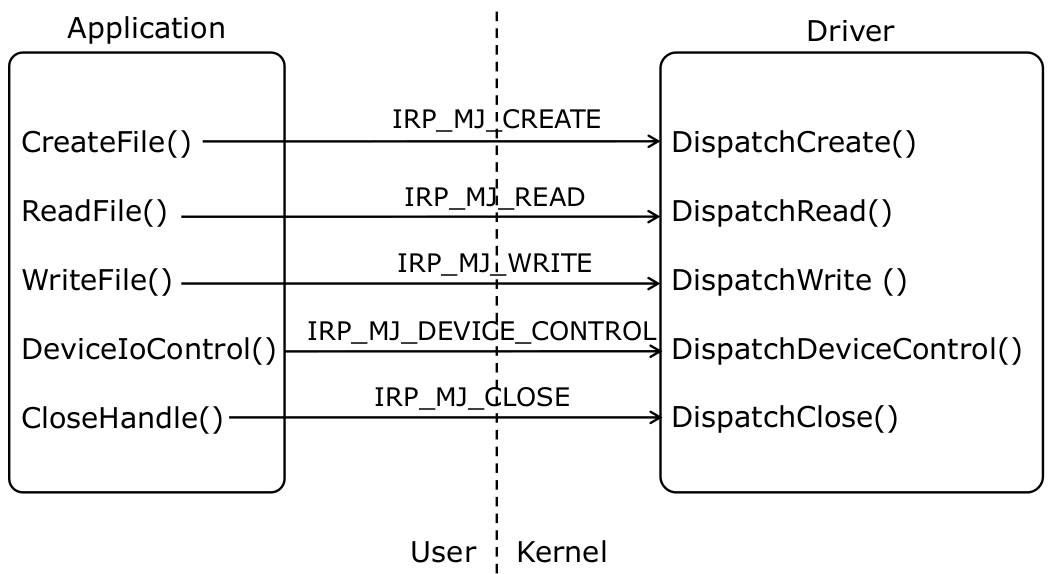 Application
Driver
IRP_MJ_CREATE
CreateFile()
DispatchCreate()
IRP_MJ_READ
ReadFile()
DispatchRead()
IRP_MJ_WRITE
WriteFile()
DispatchWrite ()
IRP_MJ_DEVICE_CONTROL
DeviceIoControl()
DispatchDeviceControl()
IRP_MJ_CLOSE
CloseHandle()
DispatchClose()
User
Kernel